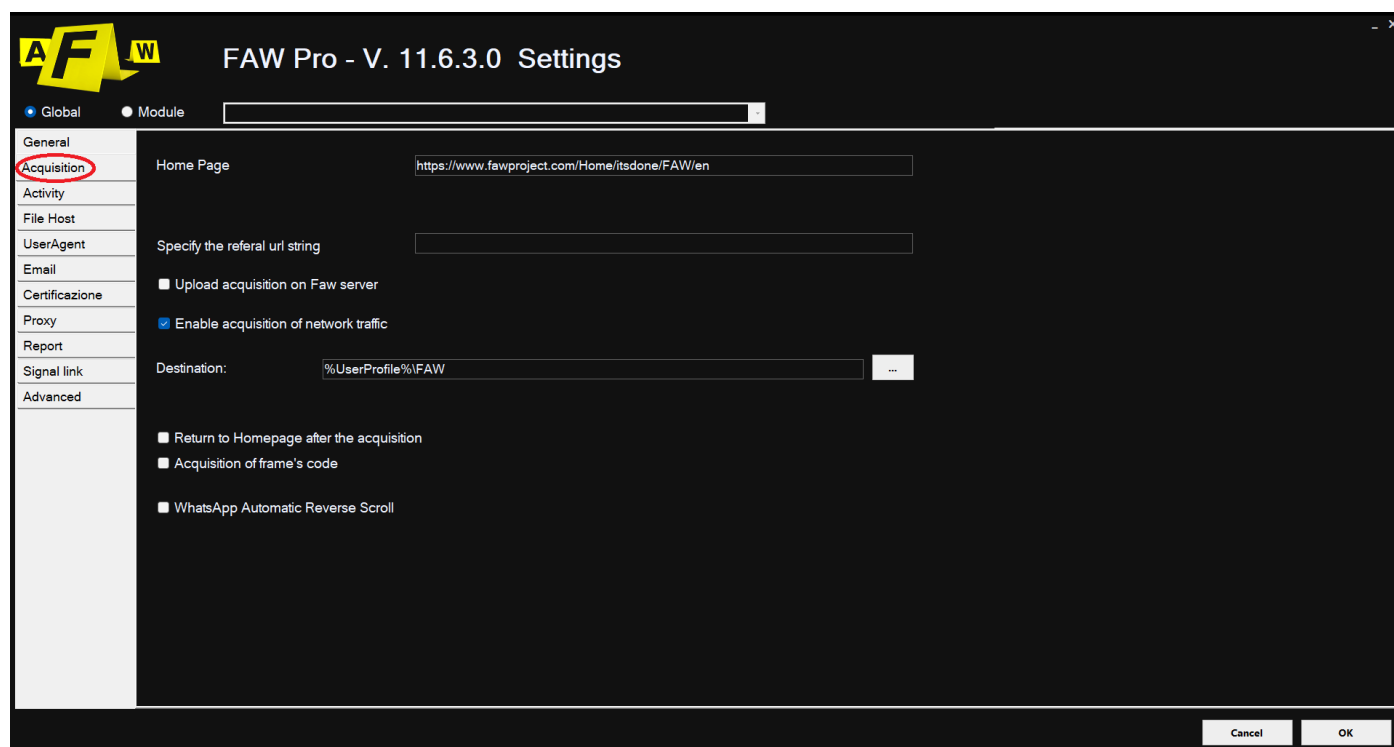 A F A W
FAW Pro - V. 11.6.3.0 Settings
Global Module
General
Acquisition
Activity
File Host
UserAgent
Email
Certificazione
Proxy
Report
Signal link
Advanced
Home Page https://www.fawproject.com/Home/itsdone/FAW/en
Specify the referal url string
Upload acquisition on Faw server
Enable acquisition of network traffic
Destination: %UserProfile%\FAW ...
Return to Homepage after the acquisition
Acquisition of frame's code
WhatsApp Automatic Reverse Scroll
Cancel OK